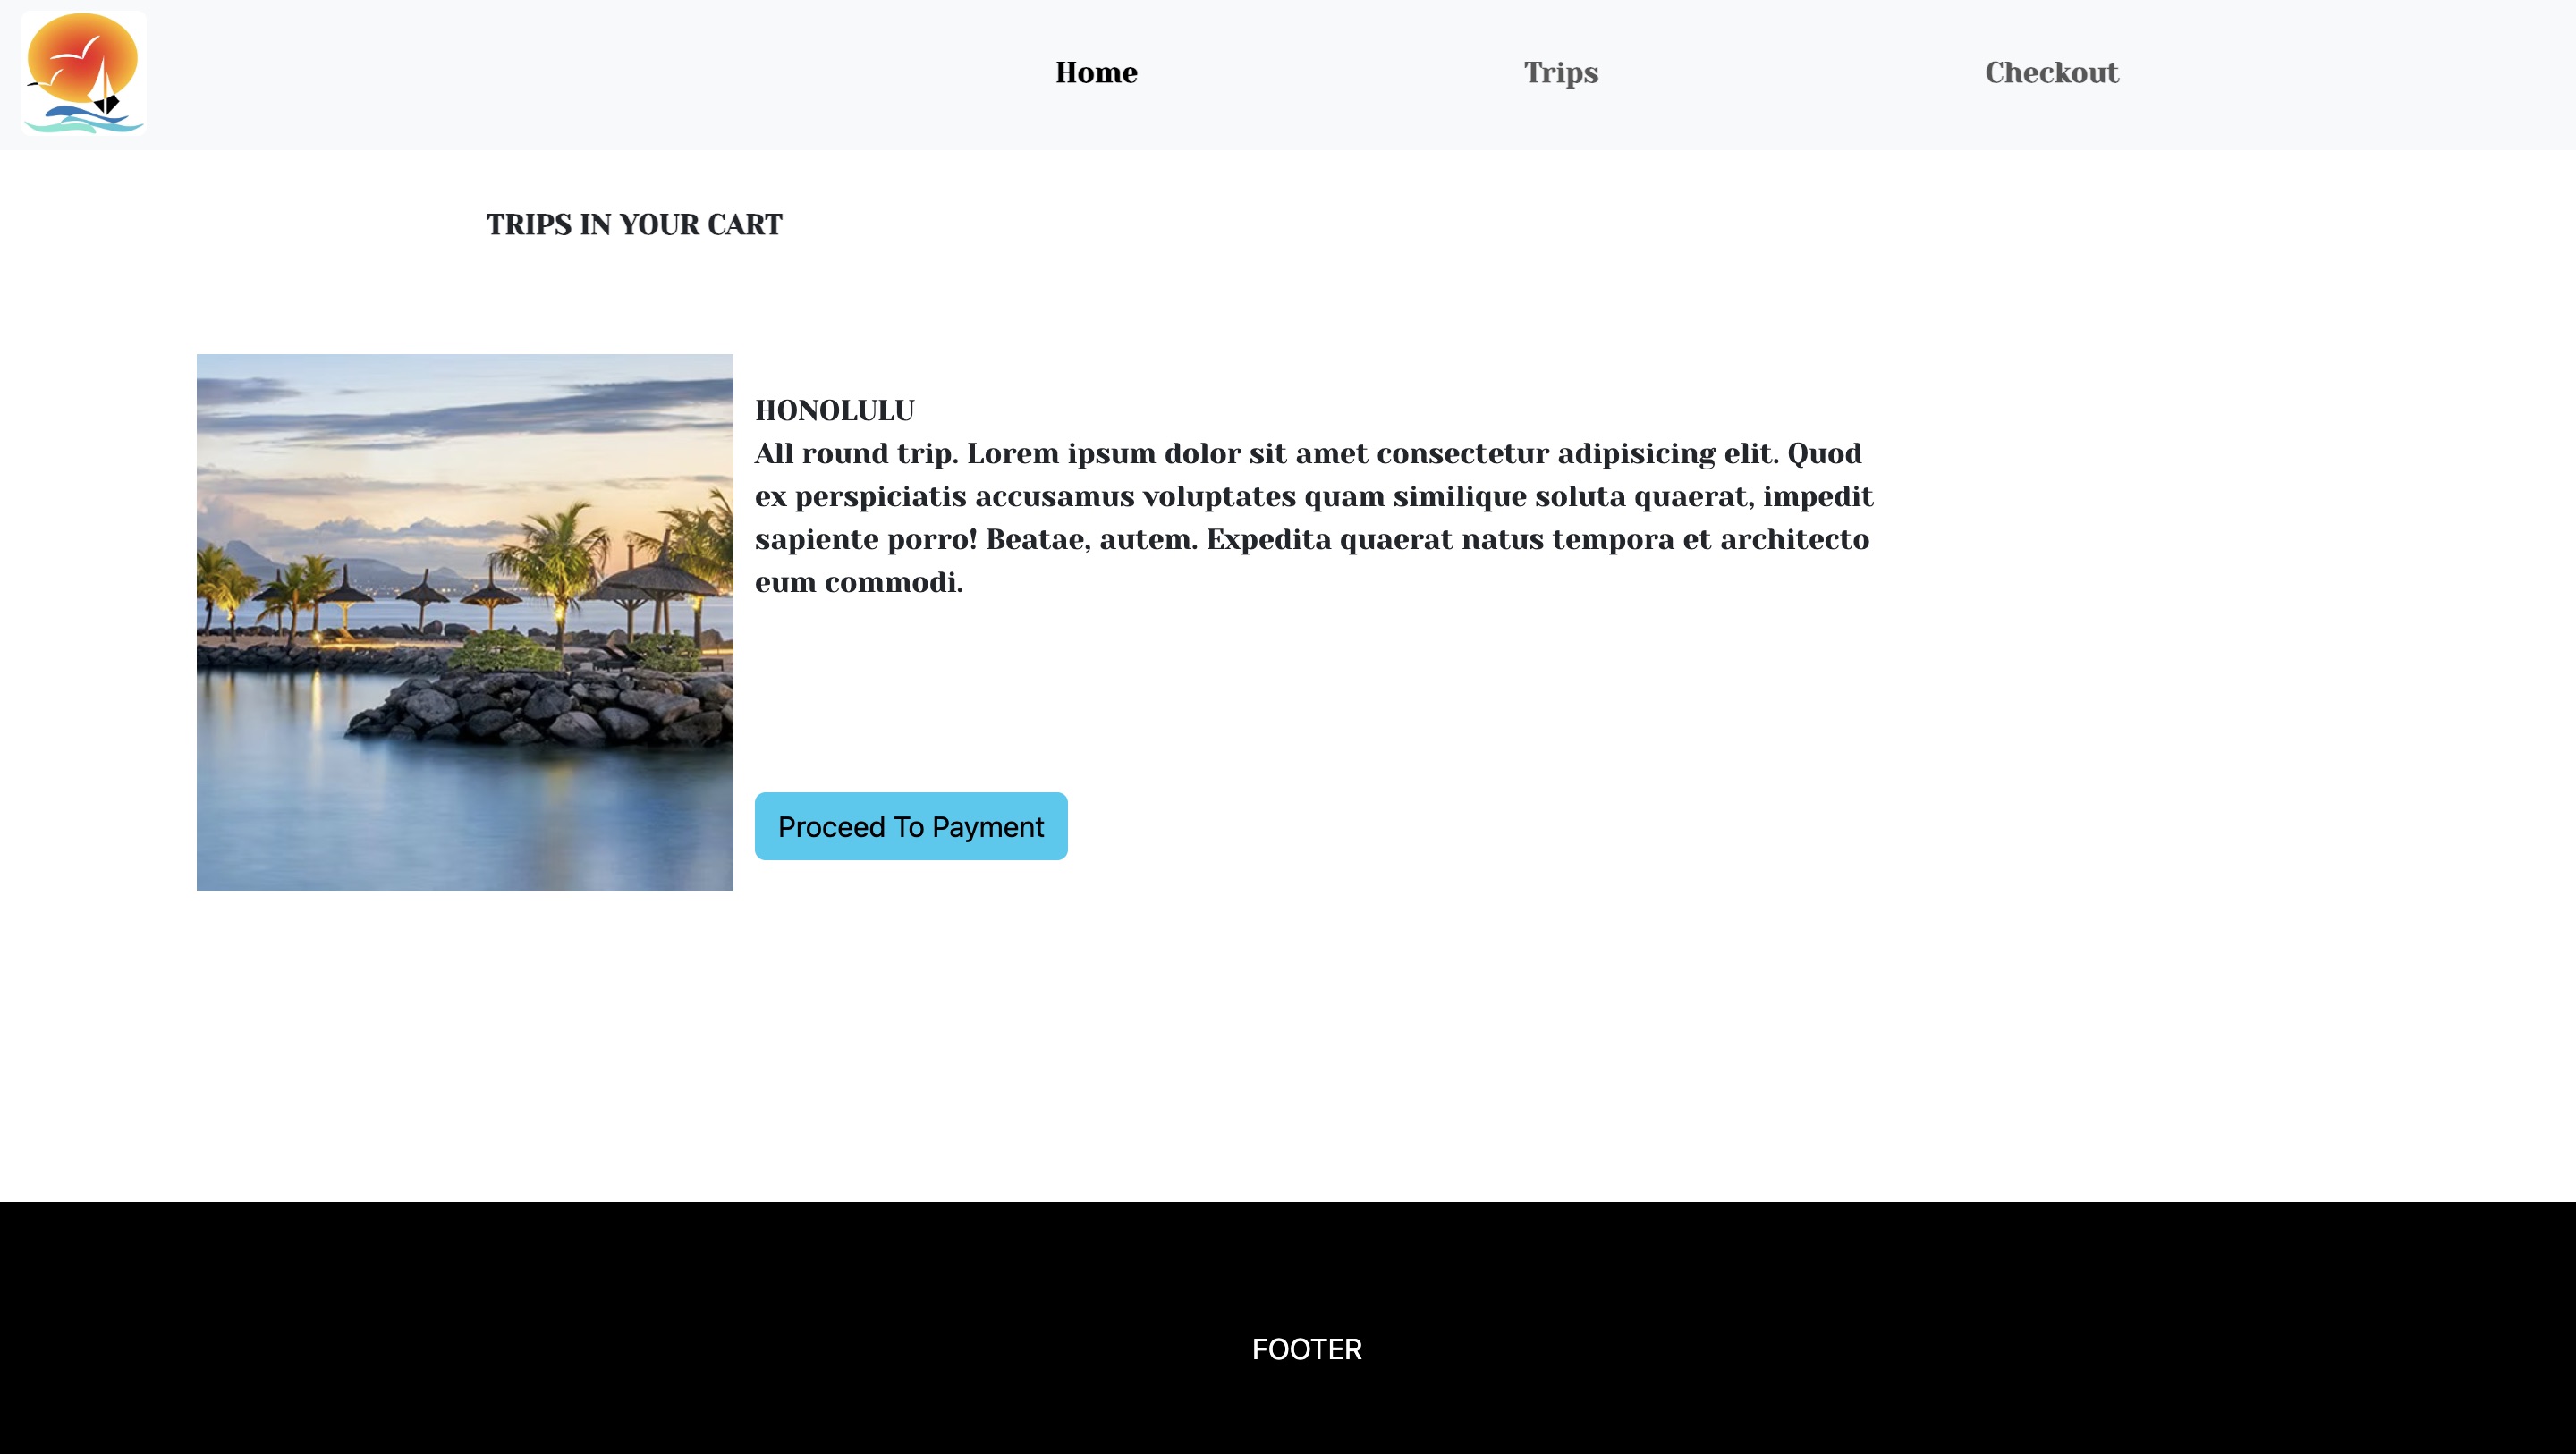 Home Trips Checkout
TRIPS IN YOUR CART
HONOLULU
All round trip. Lorem ipsum dolor sit amet consectetur adipisicing elit. Quod
ex perspiciatis accusamus voluptates quam similique soluta quaerat, impedit
sapiente porro! Beatae, autem. Expedita quaerat natus tempora et architecto
eum commodi.
Proceed To Payment
FOOTER